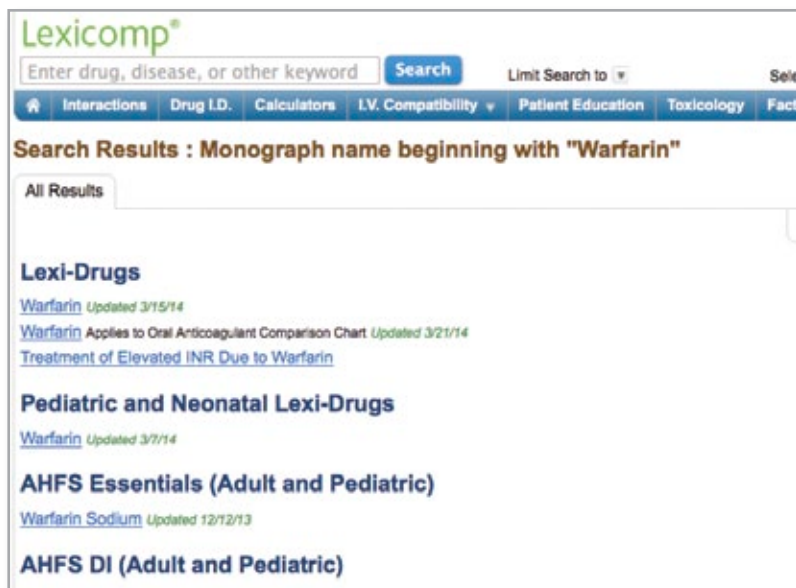 Lexicomp®
Enter drug, disease, or other keyword Search Limit Search to
Interactions Drug I.D. Calculators I.V. Compatibility Patient Education Toxicology
Search Results : Monograph name beginning with "Warfarin"
All Results
Lexi-Drugs
Warfarin Updated 3/15/14
Warfarin Applies to Oral Anticoagulant Comparison Chart Updated 3/21/14
Treatment of Elevated INR Due to Warfarin
Pediatric and Neonatal Lexi-Drugs
Warfarin Updated 3/7/14
AHFS Essentials (Adult and Pediatric)
Warfarin Sodium Updated 12/12/13
AHFS DI (Adult and Pediatric)